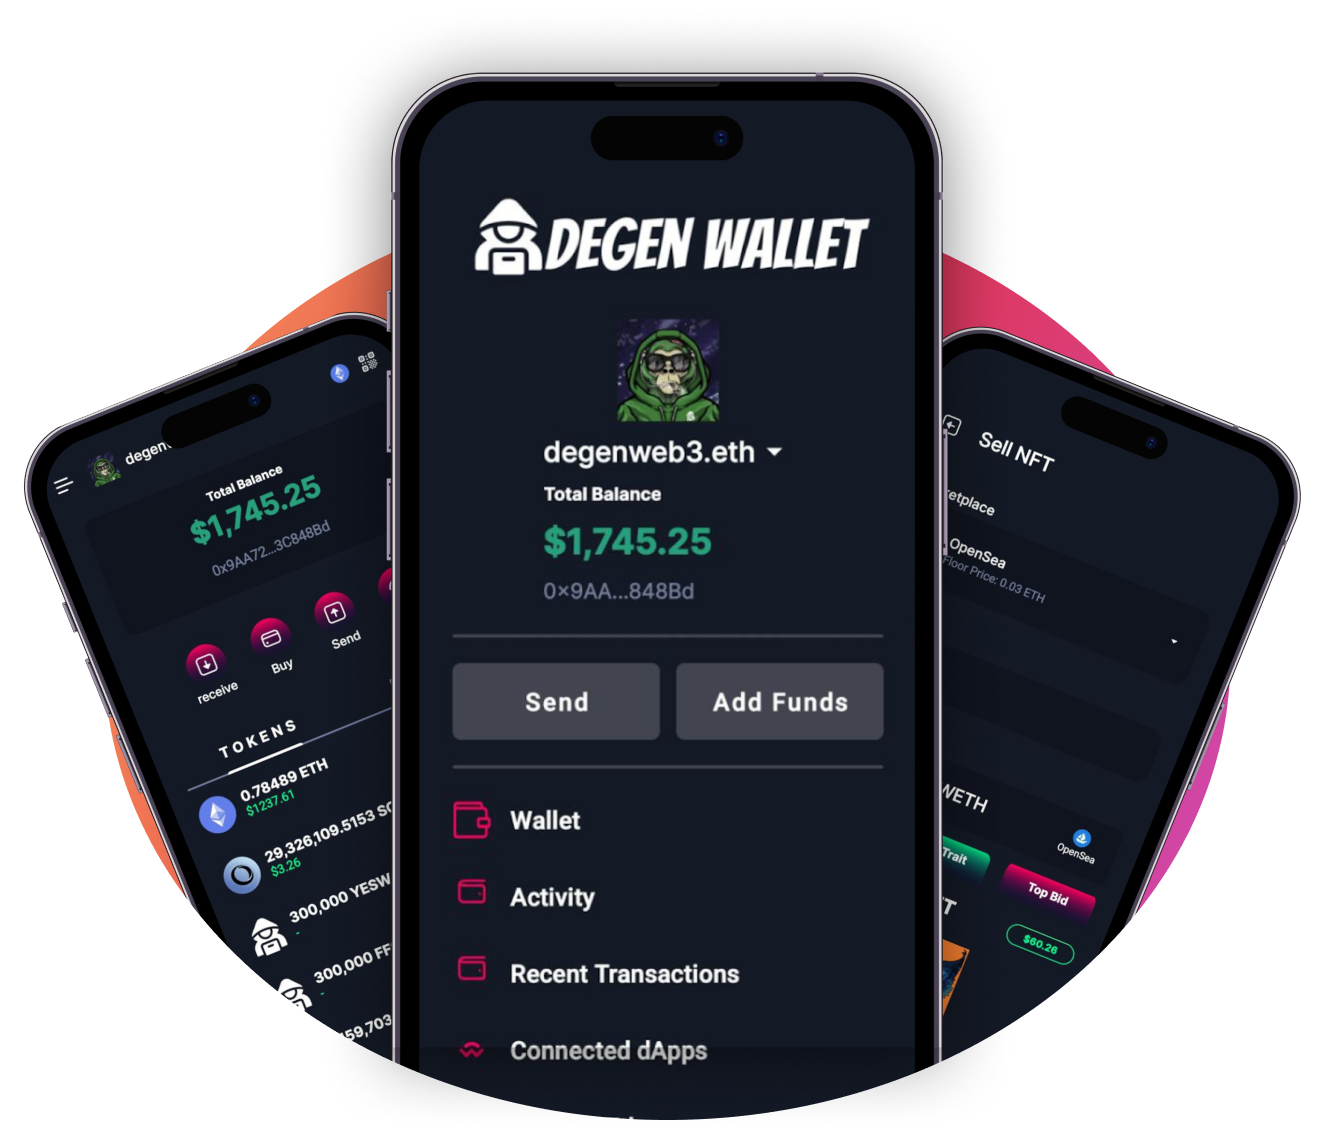 DEGEN WALLET
degenweb3.eth
Total Balance
$1,745.25
0×9AA...848Bd
Send
Add Funds
Wallet
Activity
Recent Transactions
Connected dApps
degen
Total Balance
$1,745.25
0x9AA72...3C848Bd
receive
Buy
Send
TOKENS
0.78489 ETH
$1237.61
29,326,109.5153
$3.26
300,000 YESW
-
300,000 FF
-
59,703
Sell NFT
etplace
OpenSea
Floor Price: 0.03 ETH
WETH
OpenSea
Trait
Top Bid
T
$60.26